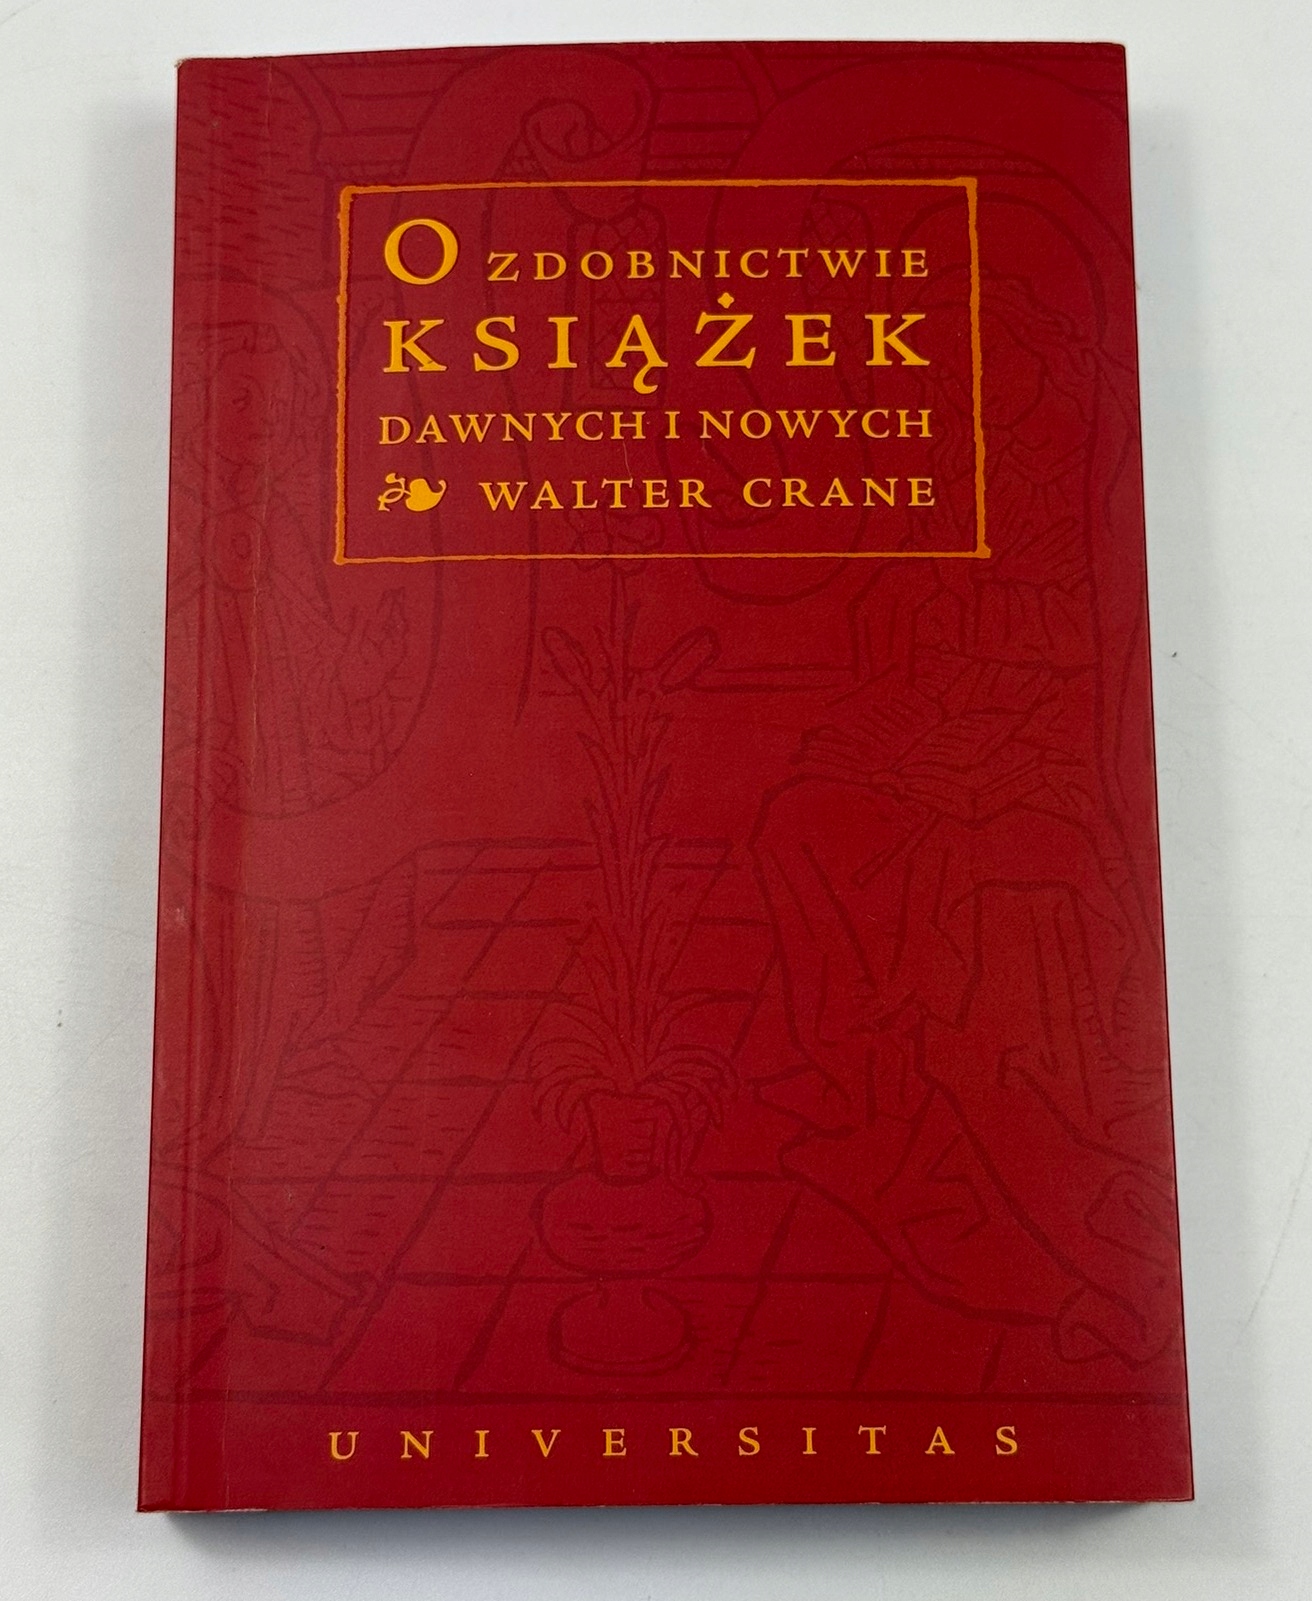 O ZDOBNICTWIE
KSIĄŻEK
DAWNYCH I NOWYCH
WALTER CRANE
UNIVERSITAS